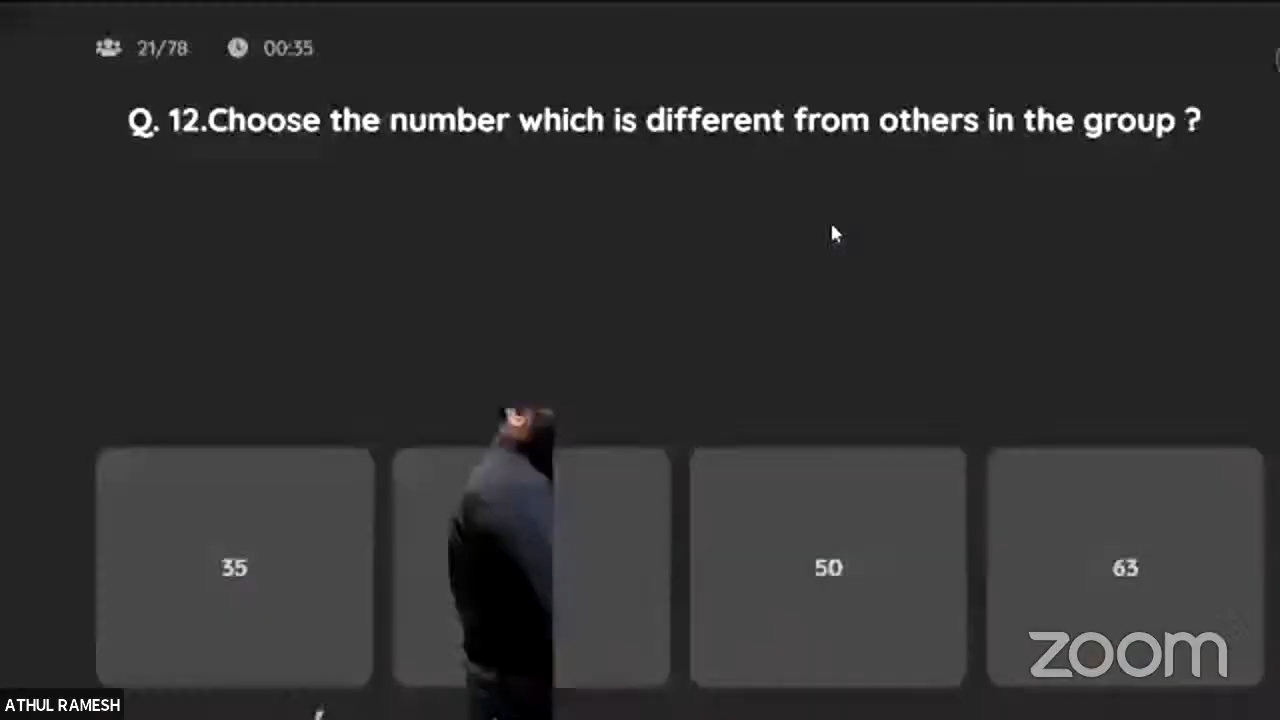 21/78 00:35
Q. 12.Choose the number which is different from others in the group ?
35 50 63
zoom
ATHUL RAMESH